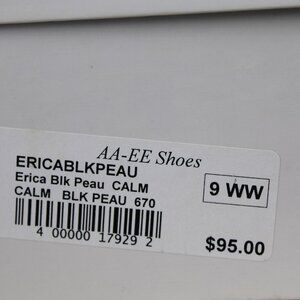 AA-EE Shoes
ERICABLKPEAU
Erica Blk Peau CALM
CALM BLK PEAU 670
9 WW
4 00000 17929 2
$95.00